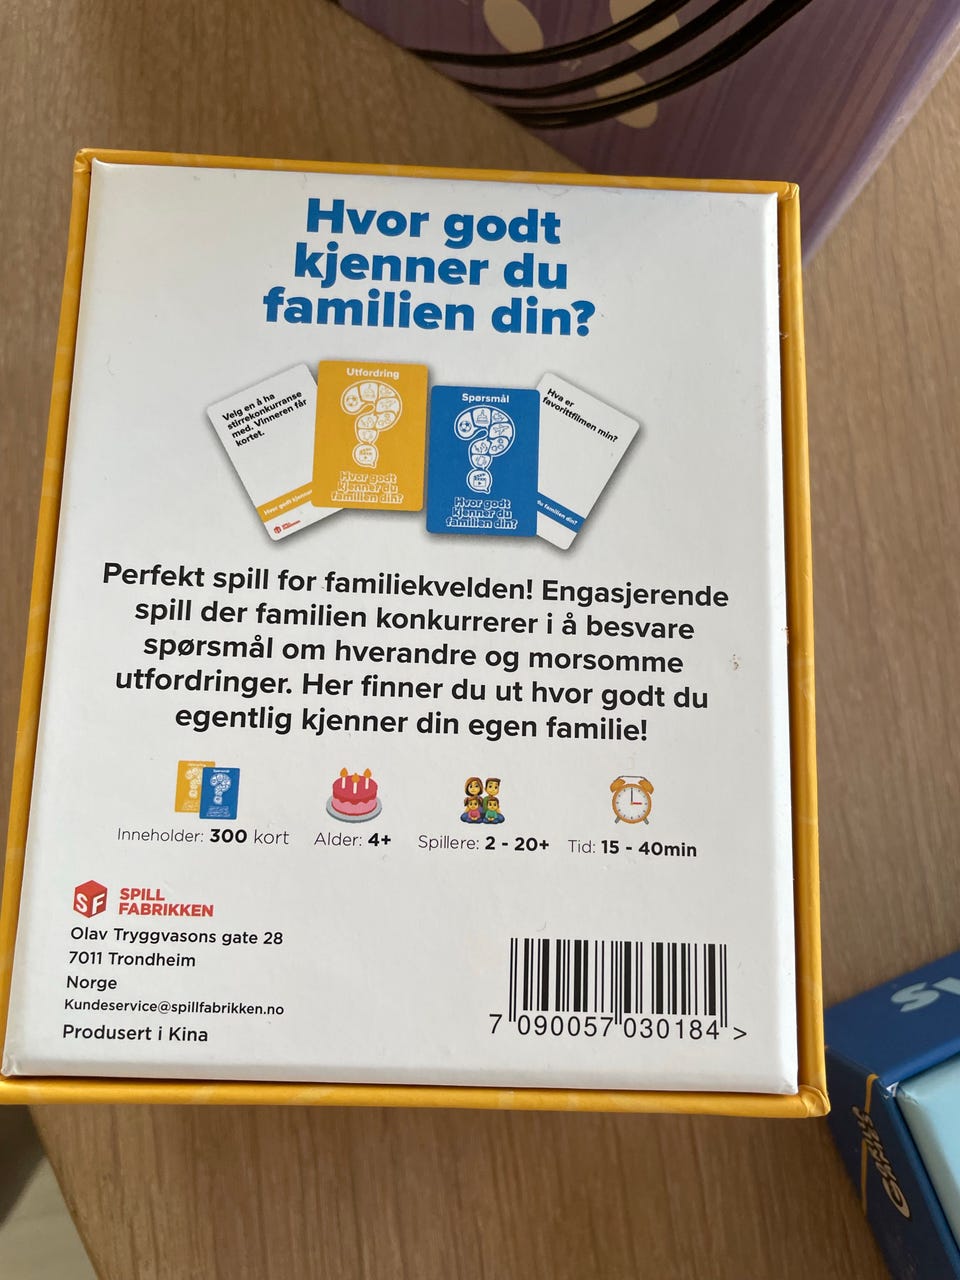 Hvor godt
kjenner du
familien din?
Velg en å ha
stirrekonkurranse
med. Vinneren får
kortet.
Hvor godt kjenner
Utfordring
Hvor godt
kjenner du
familien din?
Spørsmål
Hvor godt
kjenner du
familien din?
Hva er
favorittfilmen min?
du familien din?
Perfekt spill for familiekvelden! Engasjerende
spill der familien konkurrerer i å besvare
spørsmål om hverandre og morsomme
utfordringer. Her finner du ut hvor godt du
egentlig kjenner din egen familie!
Inneholder: 300 kort
Alder: 4+
Spillere: 2 - 20+
Tid: 15 - 40min
SF
SPILL
FABRIKKEN
Olav Tryggvasons gate 28
7011 Trondheim
Norge
Kundeservice@spillfabrikken.no
Produsert i Kina
7 090057 030184 >